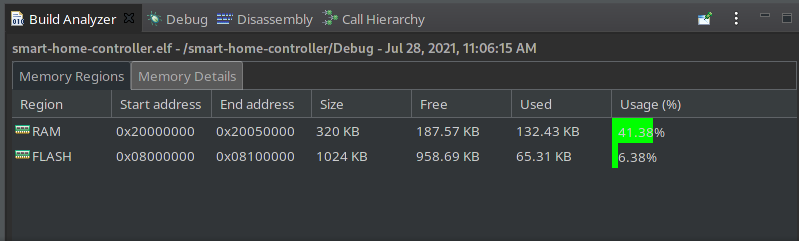 Build Analyzer Debug Disassembly Call Hierarchy
smart-home-controller.elf - /smart-home-controller/Debug - Jul 28, 2021, 11:06:15 AM
Memory Regions Memory Details
Region Start address End address Size Free Used Usage (%)
RAM 0x20000000 0x20050000 320 KB 187.57 KB 132.43 KB 41.38%
FLASH 0x08000000 0x08100000 1024 KB 958.69 KB 65.31 KB 6.38%